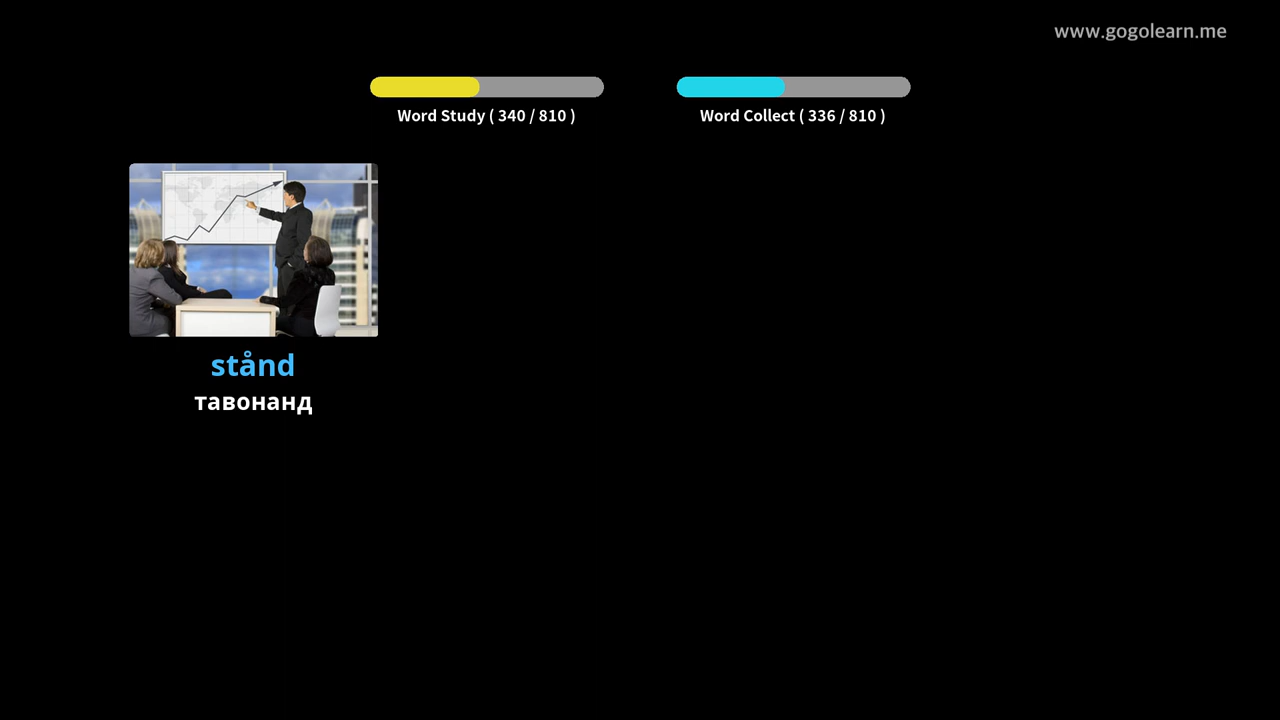 www.gogolearn.me
Word Study ( 340 / 810 )
Word Collect ( 336 / 810 )
stånd
тавонанд